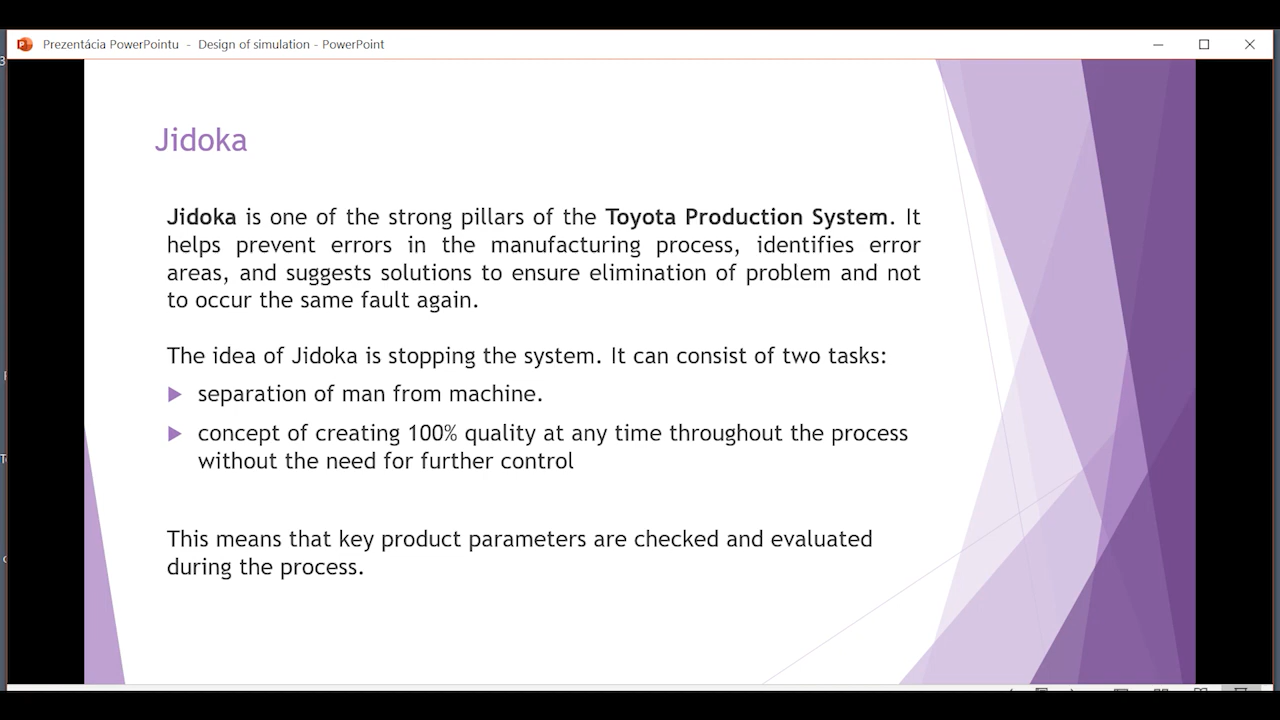 Prezentácia PowerPointu - Design of simulation - PowerPoint
Jidoka
Jidoka is one of the strong pillars of the Toyota Production System. It
helps prevent errors in the manufacturing process, identifies error
areas, and suggests solutions to ensure elimination of problem and not
to occur the same fault again.
The idea of Jidoka is stopping the system. It can consist of two tasks:
separation of man from machine.
concept of creating 100% quality at any time throughout the process
without the need for further control
This means that key product parameters are checked and evaluated
during the process.